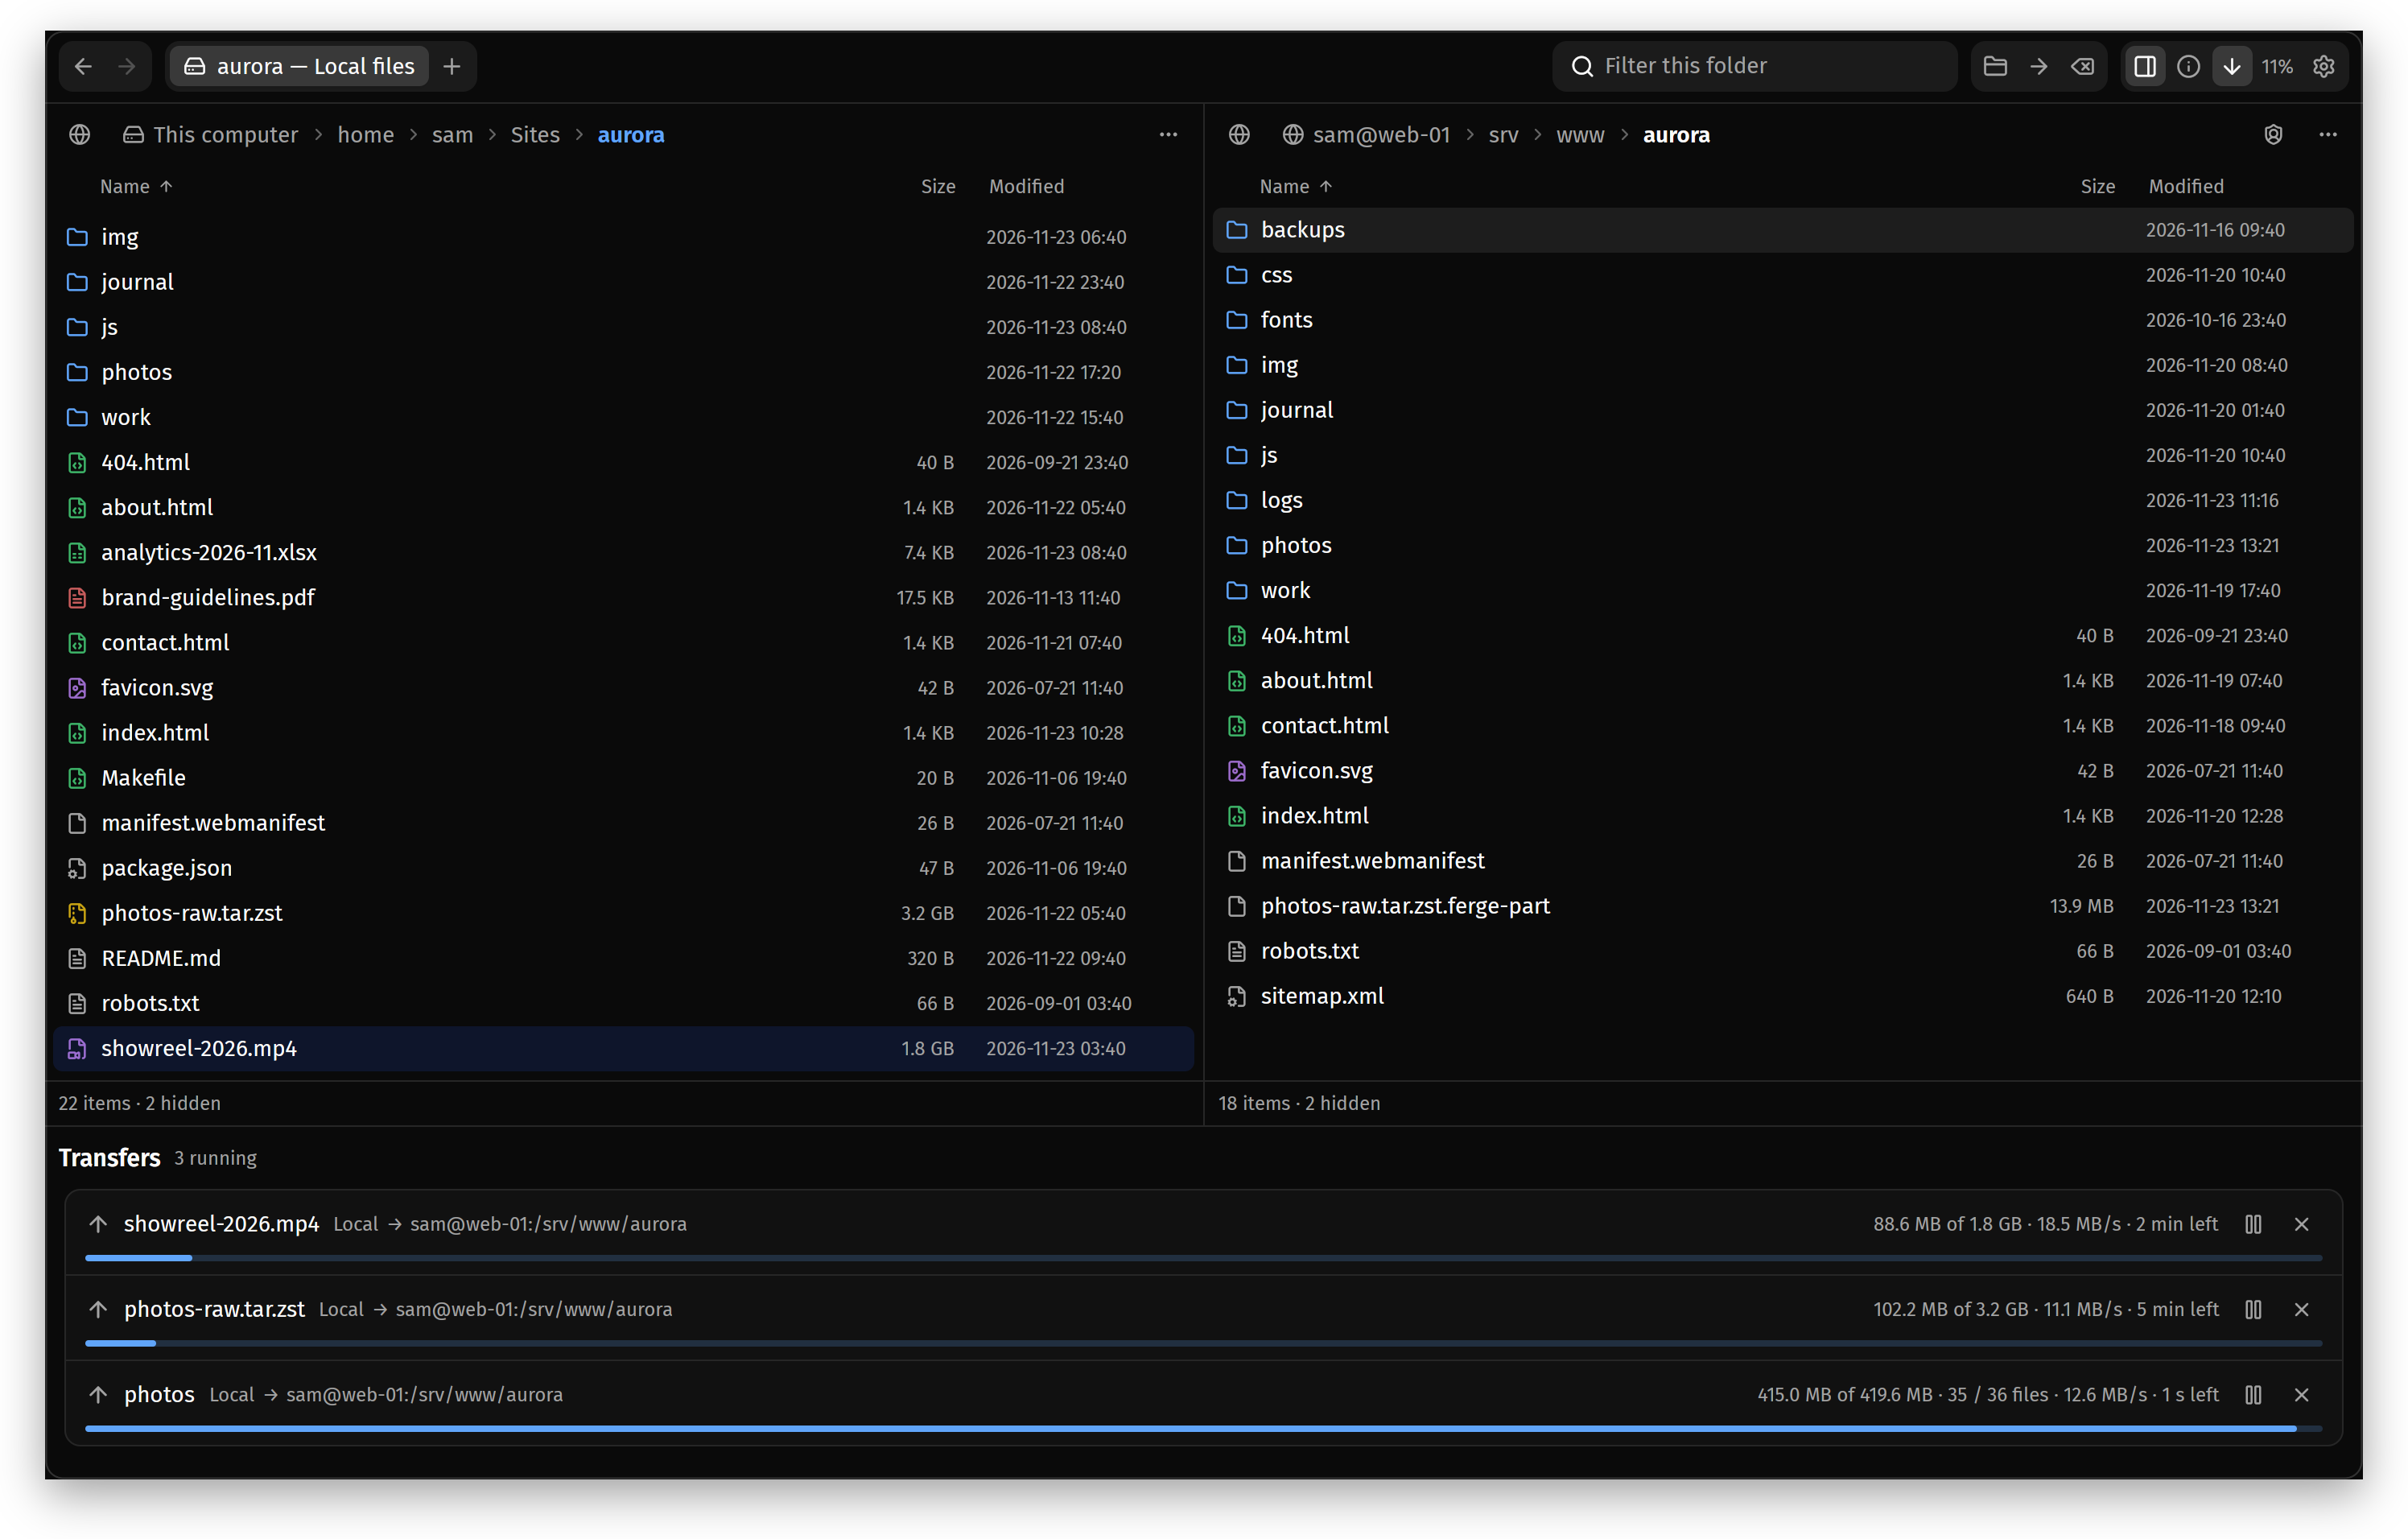 aurora — Local files
Filter this folder
11%
This computer > home > sam > Sites > aurora
Name Size Modified
img 2026-11-23 06:40
journal 2026-11-22 23:40
js 2026-11-23 08:40
photos 2026-11-22 17:20
work 2026-11-22 15:40
404.html 40 B 2026-09-21 23:40
about.html 1.4 KB 2026-11-22 05:40
analytics-2026-11.xlsx 7.4 KB 2026-11-23 08:40
brand-guidelines.pdf 17.5 KB 2026-11-13 11:40
contact.html 1.4 KB 2026-11-21 07:40
favicon.svg 42 B 2026-07-21 11:40
index.html 1.4 KB 2026-11-23 10:28
Makefile 20 B 2026-11-06 19:40
manifest.webmanifest 26 B 2026-07-21 11:40
package.json 47 B 2026-11-06 19:40
photos-raw.tar.zst 3.2 GB 2026-11-22 05:40
README.md 320 B 2026-11-22 09:40
robots.txt 66 B 2026-09-01 03:40
showreel-2026.mp4 1.8 GB 2026-11-23 03:40
22 items · 2 hidden
sam@web-01 > srv > www > aurora
Name Size Modified
backups 2026-11-16 09:40
css 2026-11-20 10:40
fonts 2026-10-16 23:40
img 2026-11-20 08:40
journal 2026-11-20 01:40
js 2026-11-20 10:40
logs 2026-11-23 11:16
photos 2026-11-23 13:21
work 2026-11-19 17:40
404.html 40 B 2026-09-21 23:40
about.html 1.4 KB 2026-11-19 07:40
contact.html 1.4 KB 2026-11-18 09:40
favicon.svg 42 B 2026-07-21 11:40
index.html 1.4 KB 2026-11-20 12:28
manifest.webmanifest 26 B 2026-07-21 11:40
photos-raw.tar.zst.ferge-part 13.9 MB 2026-11-23 13:21
robots.txt 66 B 2026-09-01 03:40
sitemap.xml 640 B 2026-11-20 12:10
18 items · 2 hidden
Transfers 3 running
showreel-2026.mp4 Local → sam@web-01:/srv/www/aurora 88.6 MB of 1.8 GB · 18.5 MB/s · 2 min left
photos-raw.tar.zst Local → sam@web-01:/srv/www/aurora 102.2 MB of 3.2 GB · 11.1 MB/s · 5 min left
photos Local → sam@web-01:/srv/www/aurora 415.0 MB of 419.6 MB · 35 / 36 files · 12.6 MB/s · 1 s left